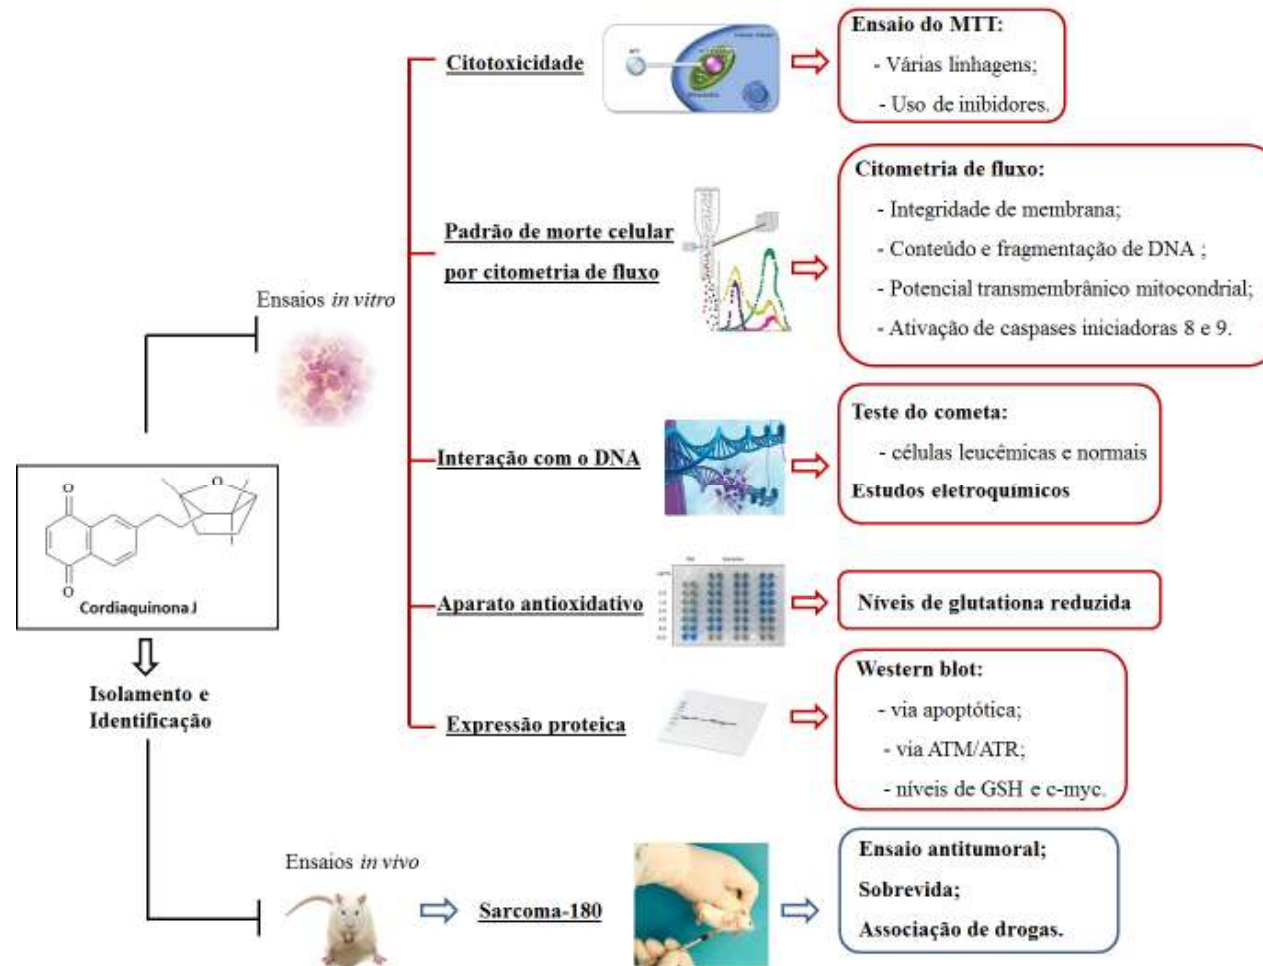 Citotoxicidade
MTT
Ensaio do MTT:
- Várias linhagens;
- Uso de inibidores.
Padrão de morte celular
por citometria de fluxo
Citometria de fluxo:
- Integridade de membrana;
- Conteúdo e fragmentação de DNA ;
- Potencial transmembrânico mitocondrial;
- Ativação de caspases iniciadoras 8 e 9.
Ensaios in vitro
Interação com o DNA
Teste do cometa:
- células leucêmicas e normais
Estudos eletroquímicos
O
O
O
Cordiaquinona J
Aparato antioxidativo
Níveis de glutationa reduzida
Isolamento e
Identificação
Expressão proteica
Western blot:
- via apoptótica;
- via ATM/ATR;
- níveis de GSH e c-myc.
Ensaios in vivo
Sarcoma-180
Ensaio antitumoral;
Sobrevida;
Associação de drogas.